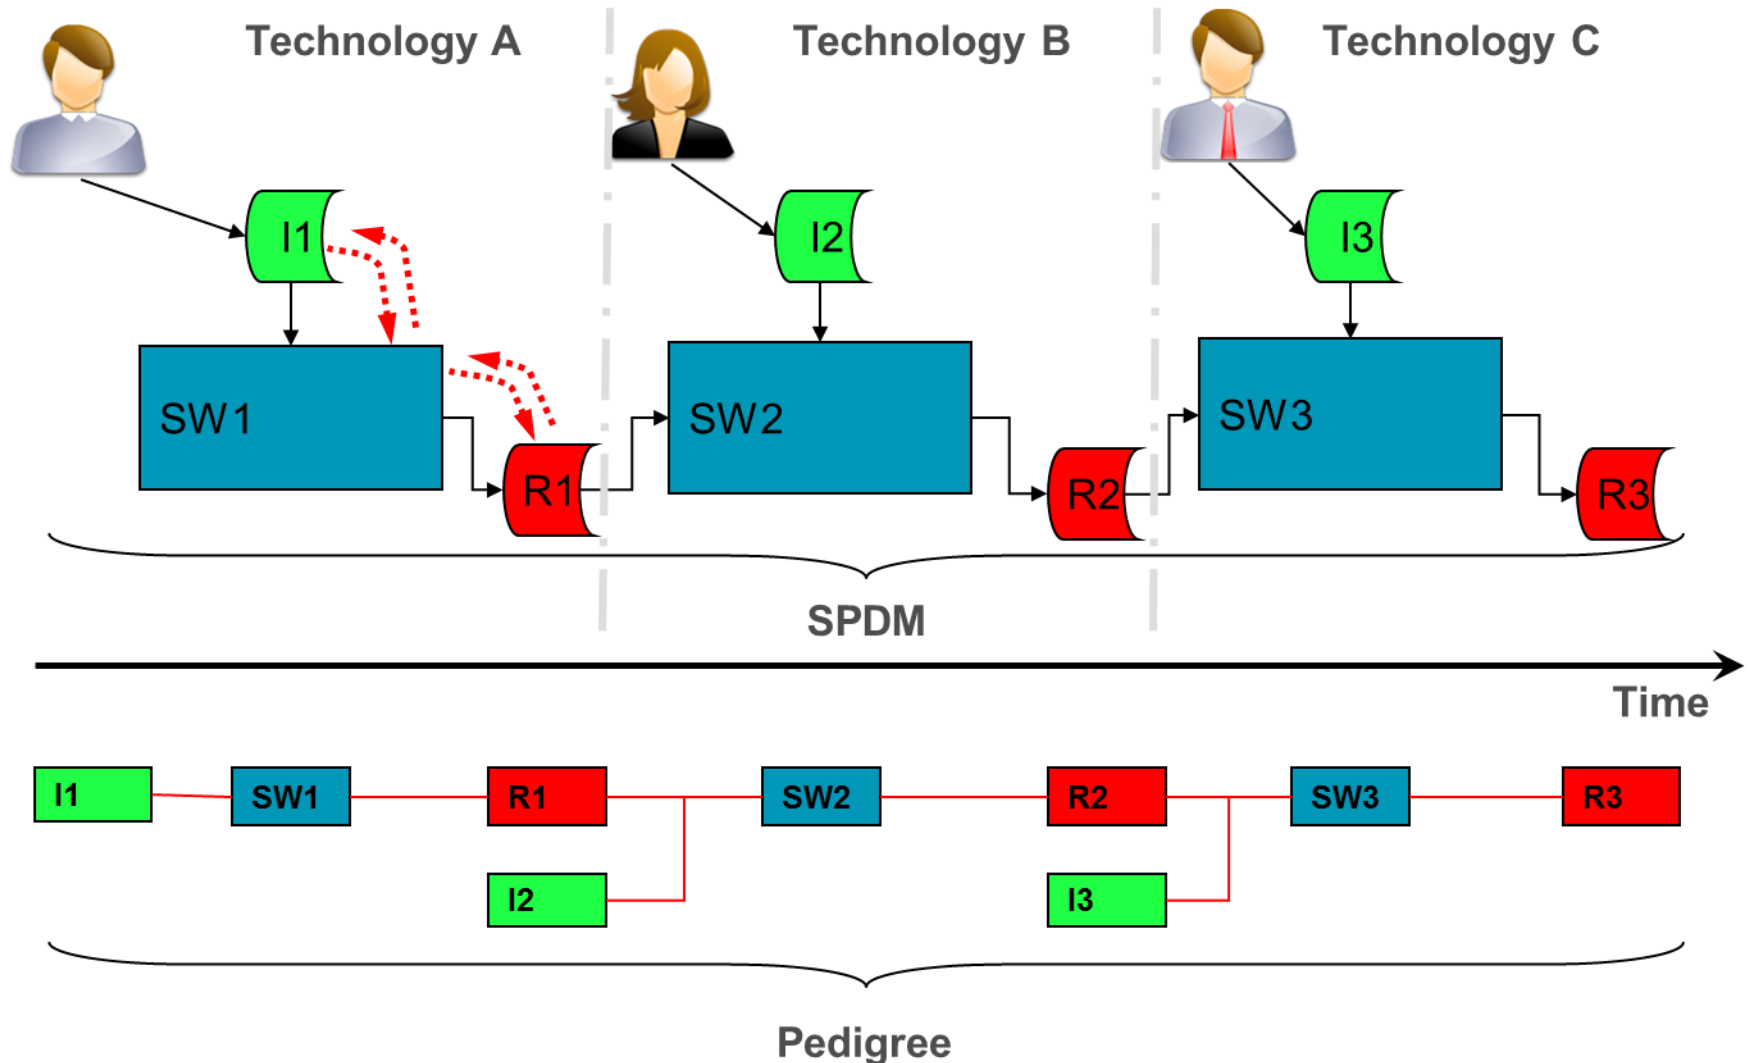 Technology A
Technology B
Technology C
I1
I2
I3
SW1
SW2
SW3
R1
R2
R3
SPDM
Time
I1
SW1
R1
SW2
R2
SW3
R3
I2
I3
Pedigree